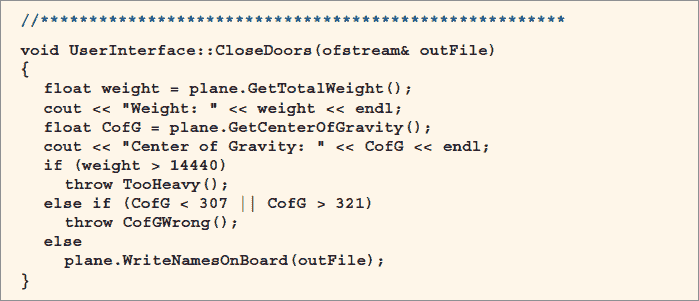 //*****************************************************
void UserInterface::CloseDoors(ofstream& outFile)
{
  float weight = plane.GetTotalWeight();
  cout << "Weight: " << weight << endl;
  float CofG = plane.GetCenterOfGravity();
  cout << "Center of Gravity: " << CofG << endl;
  if (weight > 14440)
    throw TooHeavy();
  else if (CofG < 307 || CofG > 321)
    throw CofGWrong();
  else
    plane.WriteNamesOnBoard(outFile);
}